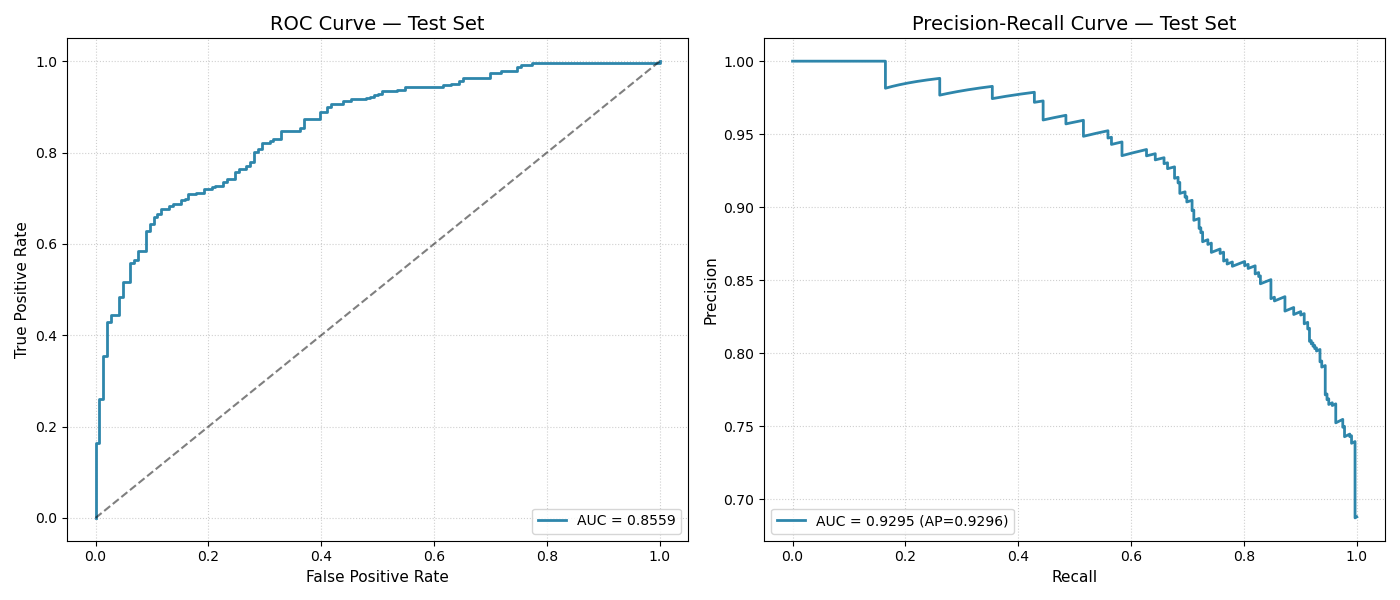 ROC Curve — Test Set
True Positive Rate
1.0
0.8
0.6
0.4
0.2
0.0
0.0 0.2 0.4 0.6 0.8 1.0
False Positive Rate
AUC = 0.8559
Precision-Recall Curve — Test Set
Precision
1.00
0.95
0.90
0.85
0.80
0.75
0.70
0.0 0.2 0.4 0.6 0.8 1.0
Recall
AUC = 0.9295 (AP=0.9296)